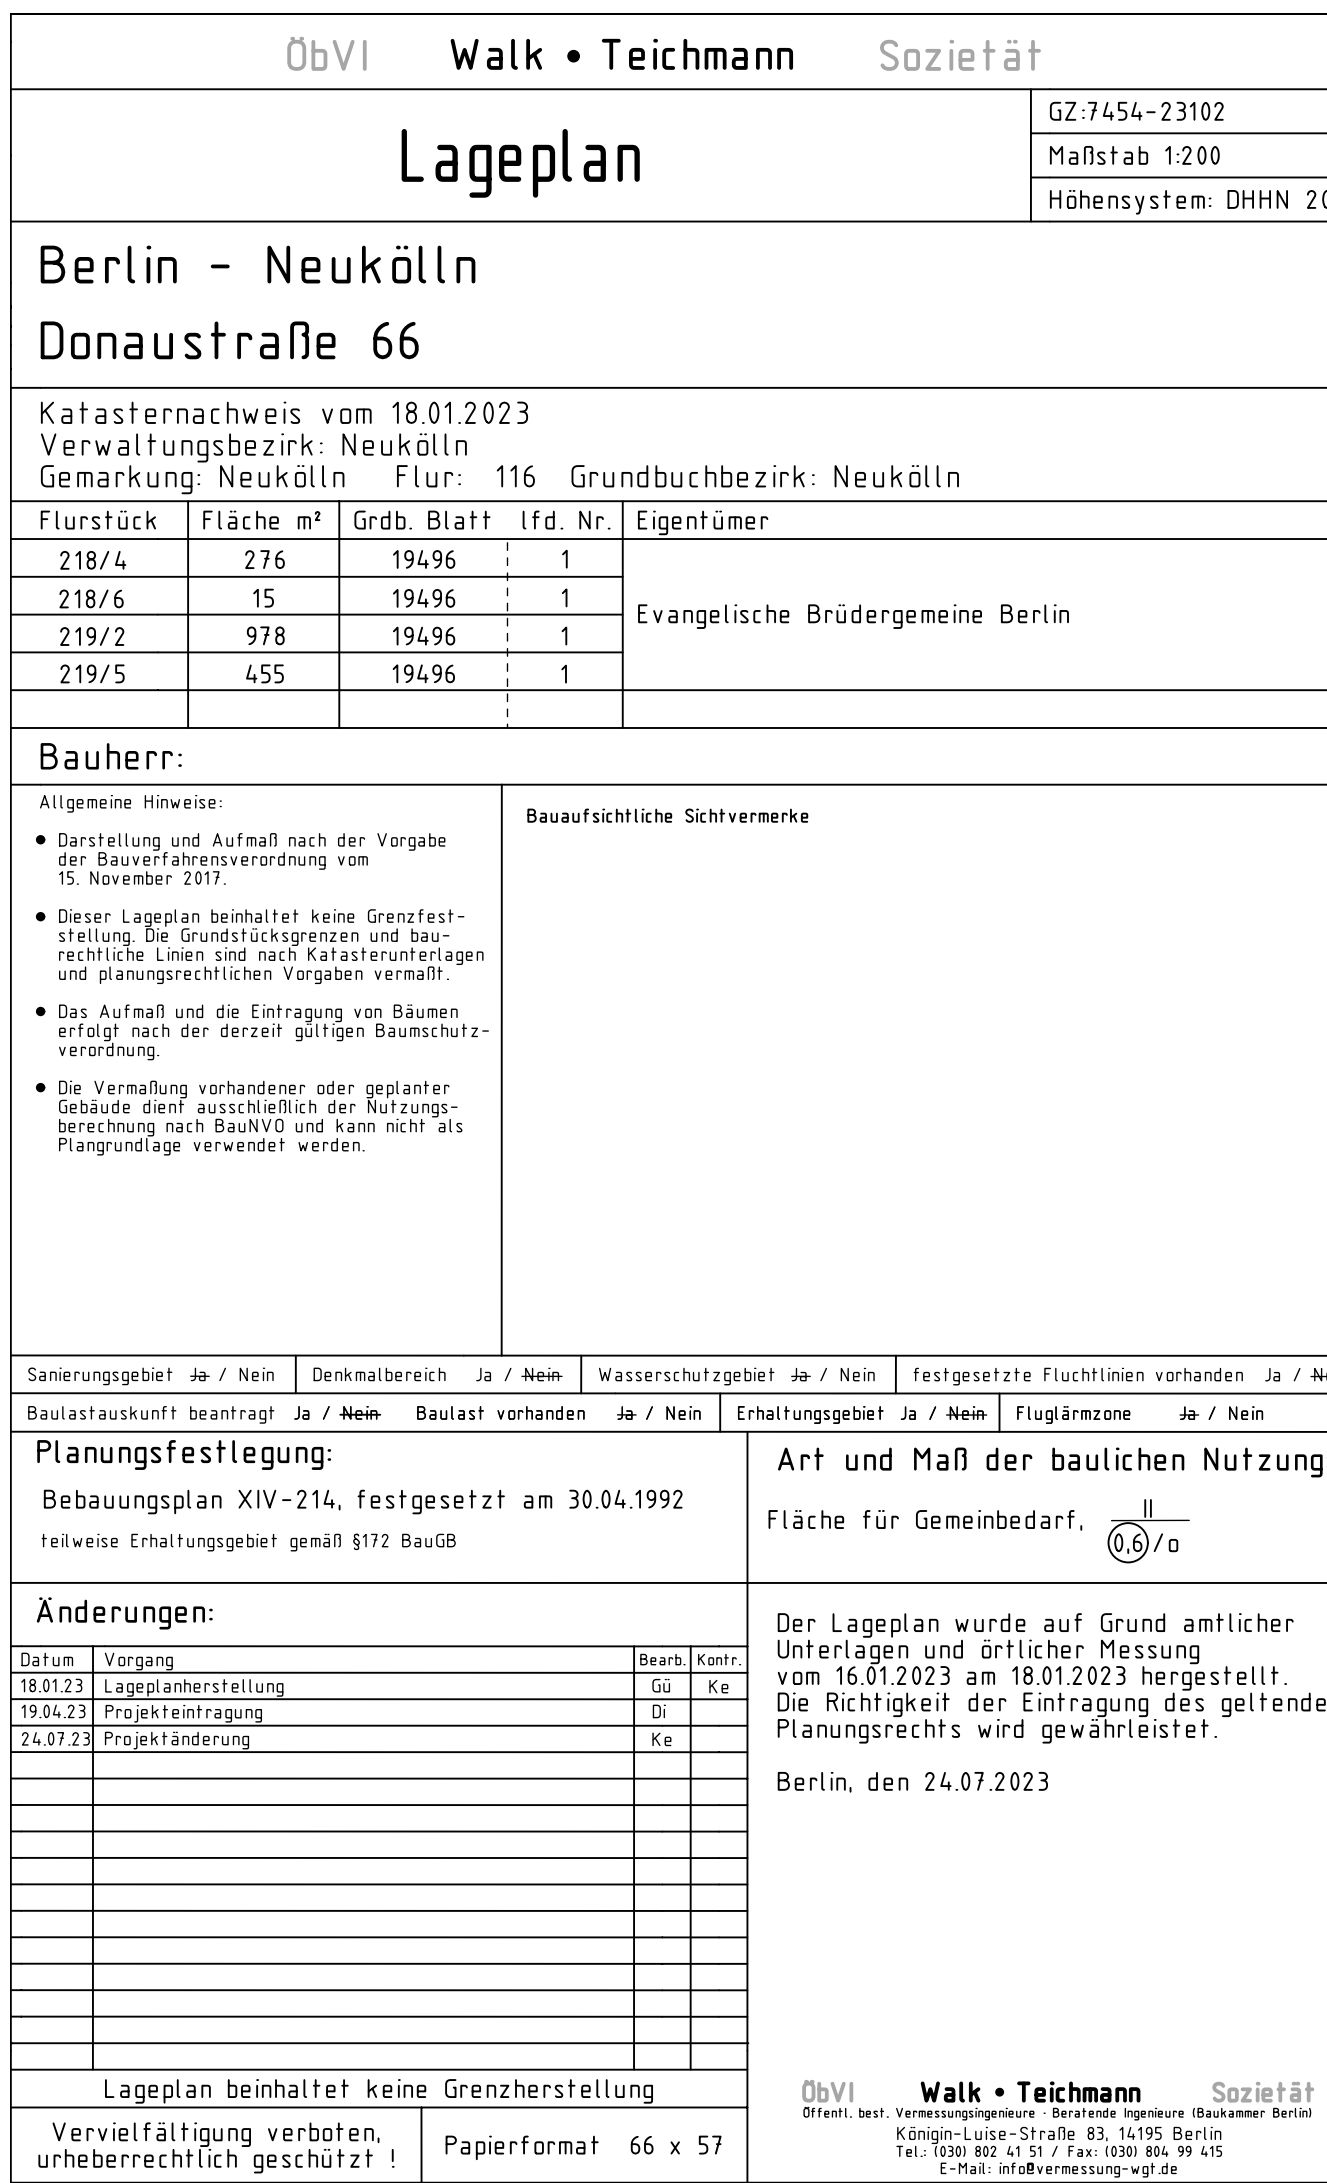 ÖbVI Walk • Teichmann Sozietät
Lageplan
GZ:7454-23102
Maßstab 1:200
Höhensystem: DHHN
Berlin - Neukölln
Donaustraße 66
Katasternachweis vom 18.01.2023
Verwaltungsbezirk: Neukölln
Gemarkung: Neukölln Flur: 116 Grundbuchbezirk: Neukölln
Flurstück Fläche m² Grdb. Blatt lfd. Nr. Eigentümer
218/4 276 19496 1
218/6 15 19496 1
Evangelische Brüdergemeine Berlin
219/2 978 19496 1
219/5 455 19496 1
Bauherr:
Allgemeine Hinweise:
• Darstellung und Aufmaß nach der Vorgabe
der Bauverfahrensverordnung vom
15. November 2017.
• Dieser Lageplan beinhaltet keine Grenzfest-
stellung. Die Grundstücksgrenzen und bau-
rechtliche Linien sind nach Katasterunterlagen
und planungsrechtlichen Vorgaben vermaßt.
• Das Aufmaß und die Eintragung von Bäumen
erfolgt nach der derzeit gültigen Baumschutz-
verordnung.
• Die Vermaßung vorhandener oder geplanter
Gebäude dient ausschließlich der Nutzungs-
berechnung nach BauNVO und kann nicht als
Plangrundlage verwendet werden.
Bauaufsichtliche Sichtvermerke
Sanierungsgebiet Ja / Nein Denkmalbereich Ja / Nein Wasserschutzgebiet Ja / Nein festgesetzte Fluchtlinien vorhanden Ja /
Baulastauskunft beantragt Ja / Nein Baulast vorhanden Ja / Nein Erhaltungsgebiet Ja / Nein Fluglärmzone Ja / Nein
Planungsfestlegung:
Bebauungsplan XIV-214, festgesetzt am 30.04.1992
teilweise Erhaltungsgebiet gemäß §172 BauGB
Art und Maß der baulichen Nutzung
Fläche für Gemeinbedarf, II
0,6 / o
Änderungen:
Datum Vorgang Bearb. Kontr.
18.01.23 Lageplanherstellung Gü Ke
19.04.23 Projekteintragung Di
24.07.23 Projektänderung Ke
Der Lageplan wurde auf Grund amtlicher
Unterlagen und örtlicher Messung
vom 16.01.2023 am 18.01.2023 hergestellt.
Die Richtigkeit der Eintragung des geltende
Planungsrechts wird gewährleistet.
Berlin, den 24.07.2023
Lageplan beinhaltet keine Grenzherstellung
Vervielfältigung verboten,
urheberrechtlich geschützt !
Papierformat 66 x 57
ÖbVI Walk • Teichmann Sozietät
Öffentl. best. Vermessungsingenieure - Beratende Ingenieure (Baukammer Berlin)
Königin-Luise-Straße 83, 14195 Berlin
Tel.: (030) 802 41 51 / Fax: (030) 804 99 415
E-Mail: info@vermessung-wgt.de